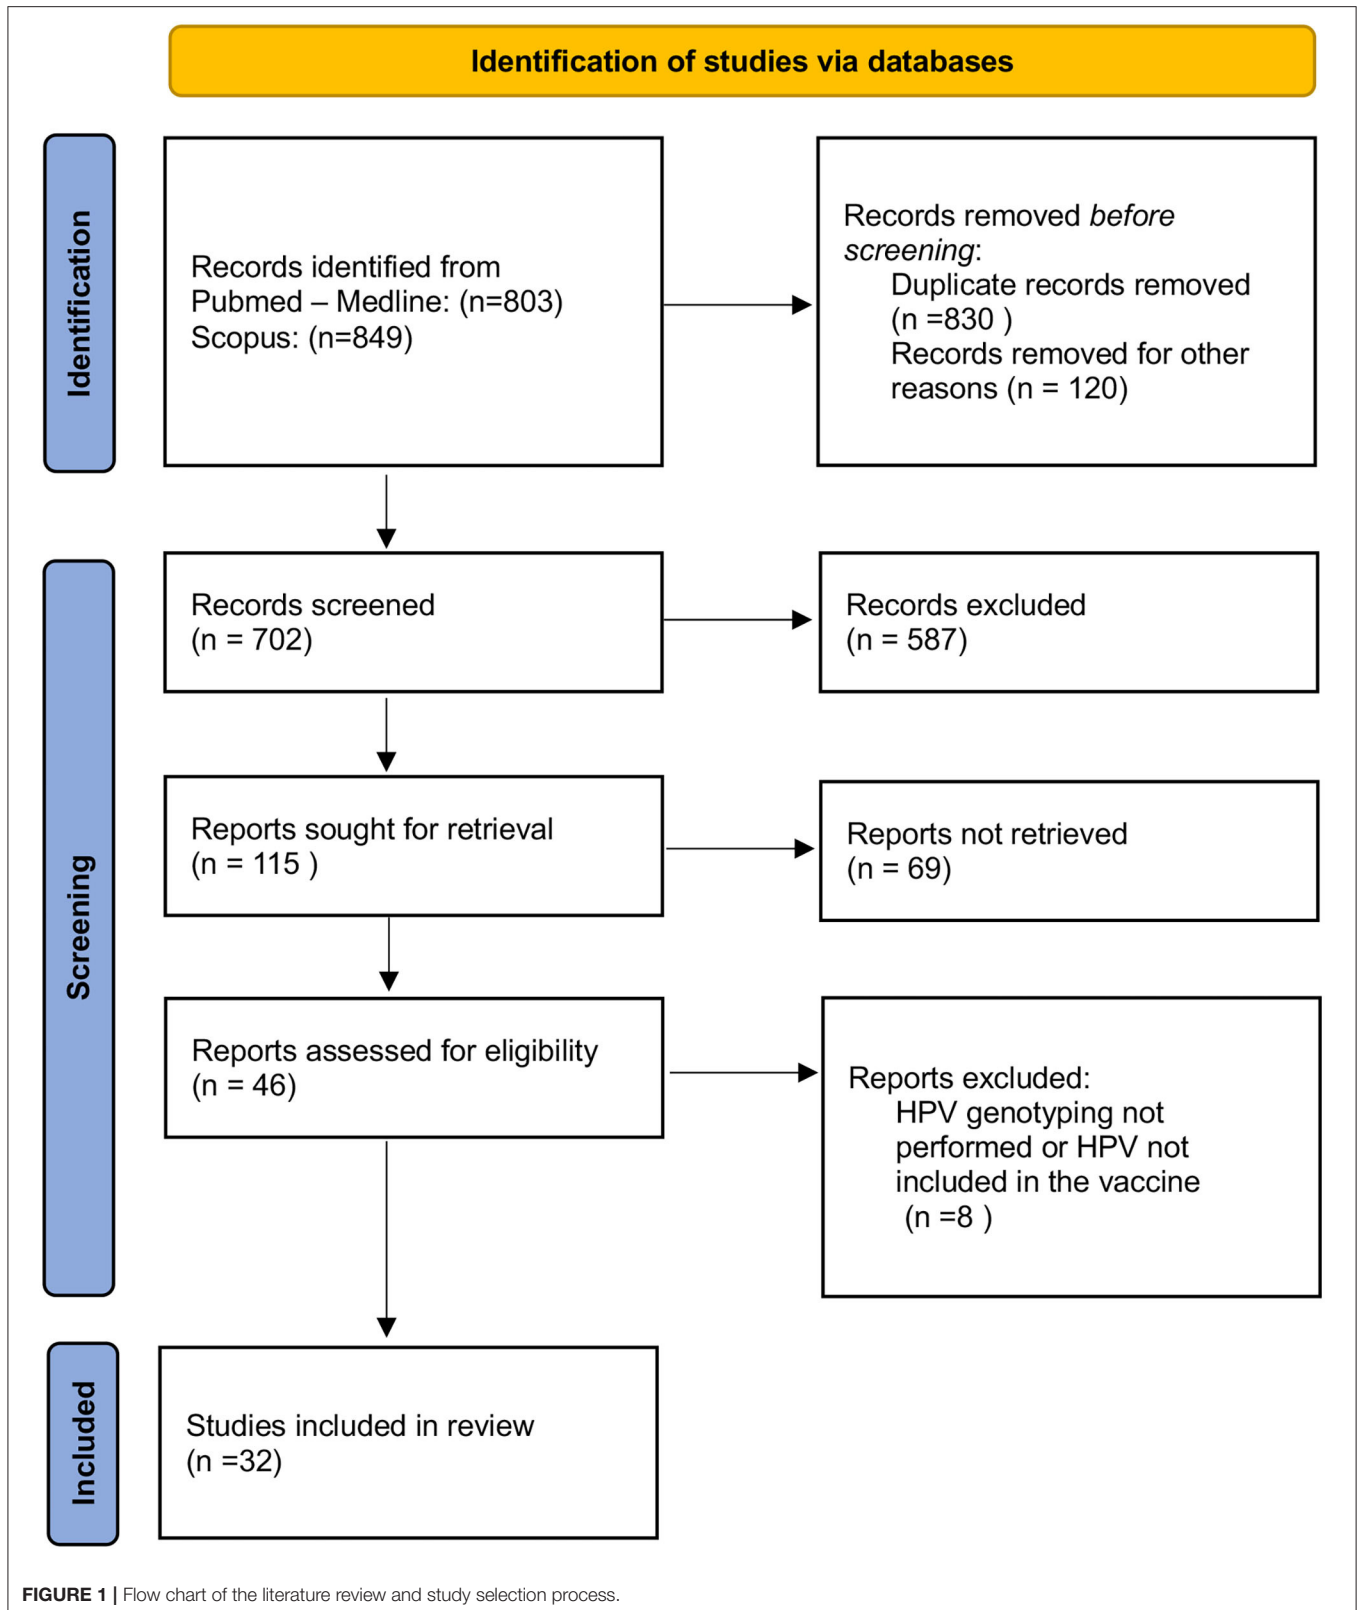 Identification of studies via databases
Identification
Records identified from
Pubmed – Medline: (n=803)
Scopus: (n=849)
Records removed before
screening:
Duplicate records removed
(n =830 )
Records removed for other
reasons (n = 120)
Screening
Records screened
(n = 702)
Records excluded
(n = 587)
Reports sought for retrieval
(n = 115 )
Reports not retrieved
(n = 69)
Reports assessed for eligibility
(n = 46)
Reports excluded:
HPV genotyping not
performed or HPV not
included in the vaccine
(n =8 )
Included
Studies included in review
(n =32)
FIGURE 1 | Flow chart of the literature review and study selection process.